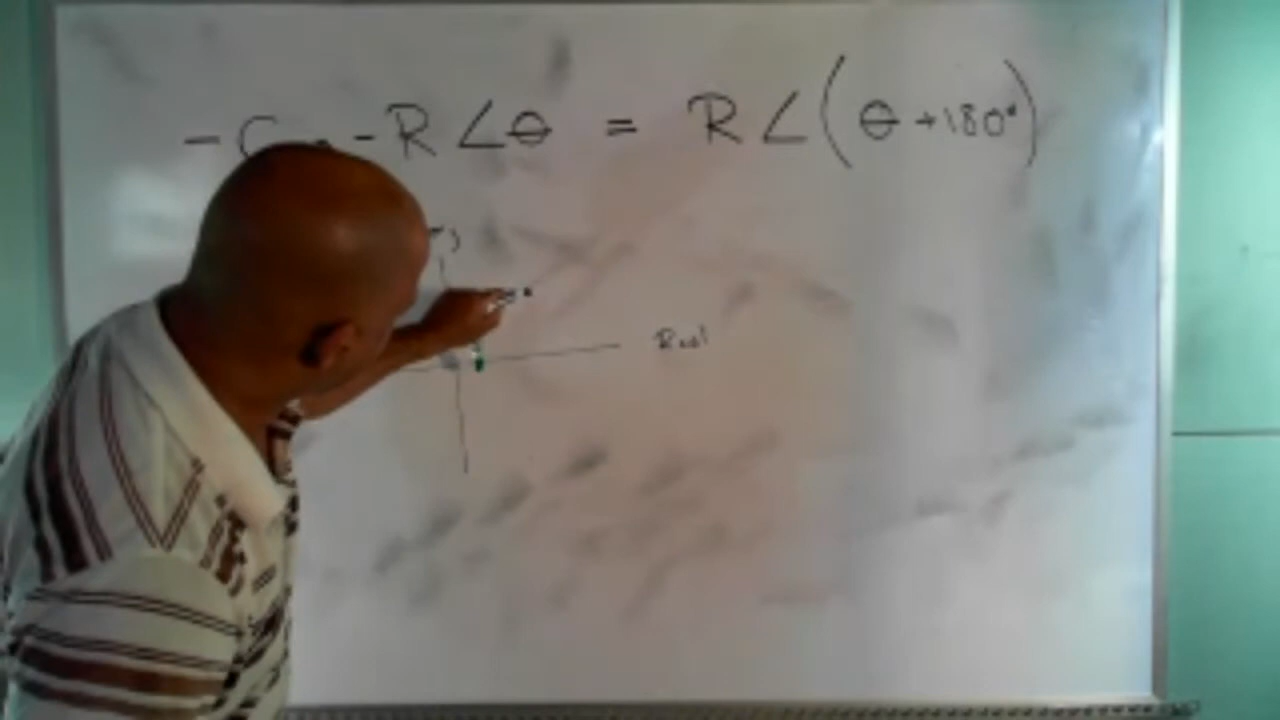 - C = -R∠θ = R∠(θ+180°)
Real